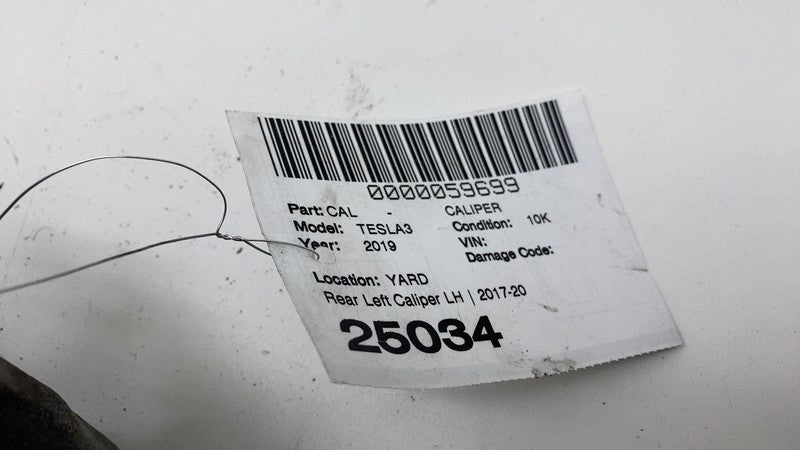 0000059699
Part: CAL - CALIPER
Model: TESLA3 Condition: 10K
Year: 2019 VIN:
Damage Code:
Location: YARD
Rear Left Caliper LH | 2017-20
25034